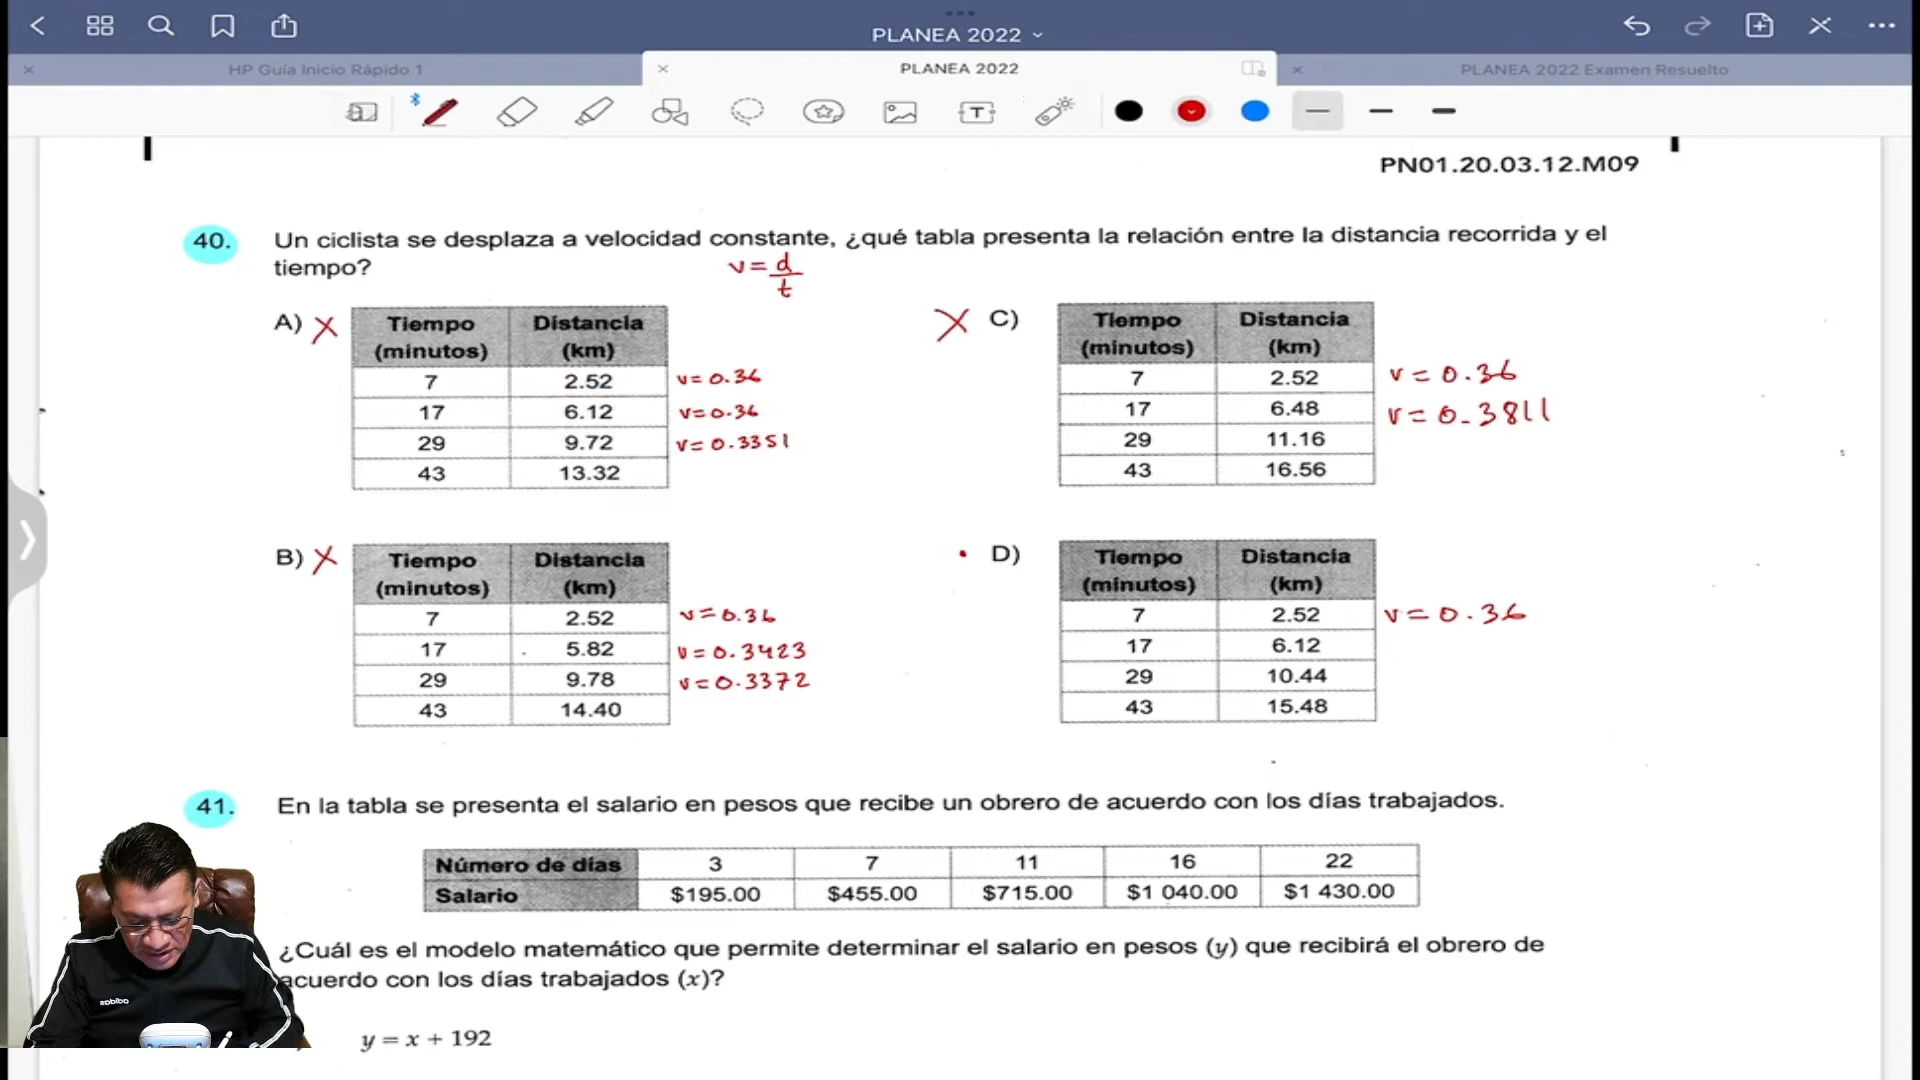 PLANEA 2022
HP Guía Inicio Rápido 1
PLANEA 2022
PLANEA 2022 Examen Resuelto
T
PN01.20.03.12.M09
40. Un ciclista se desplaza a velocidad constante, ¿qué tabla presenta la relación entre la distancia recorrida y el
tiempo?
v = d/t
A) X
Tiempo (minutos) Distancia (km)
7 2.52 v = 0.36
17 6.12 v = 0.36
29 9.72 v = 0.3351
43 13.32
X C)
Tiempo (minutos) Distancia (km)
7 2.52 v = 0.36
17 6.48 v = 0.3811
29 11.16
43 16.56
B) X
Tiempo (minutos) Distancia (km)
7 2.52 v = 0.36
17 5.82 v = 0.3423
29 9.78 v = 0.3372
43 14.40
D)
Tiempo (minutos) Distancia (km)
7 2.52 v = 0.36
17 6.12
29 10.44
43 15.48
41. En la tabla se presenta el salario en pesos que recibe un obrero de acuerdo con los días trabajados.
Número de días 3 7 11 16 22
Salario $195.00 $455.00 $715.00 $1 040.00 $1 430.00
¿Cuál es el modelo matemático que permite determinar el salario en pesos (y) que recibirá el obrero de
acuerdo con los días trabajados (x)?
adidas
y = x + 192